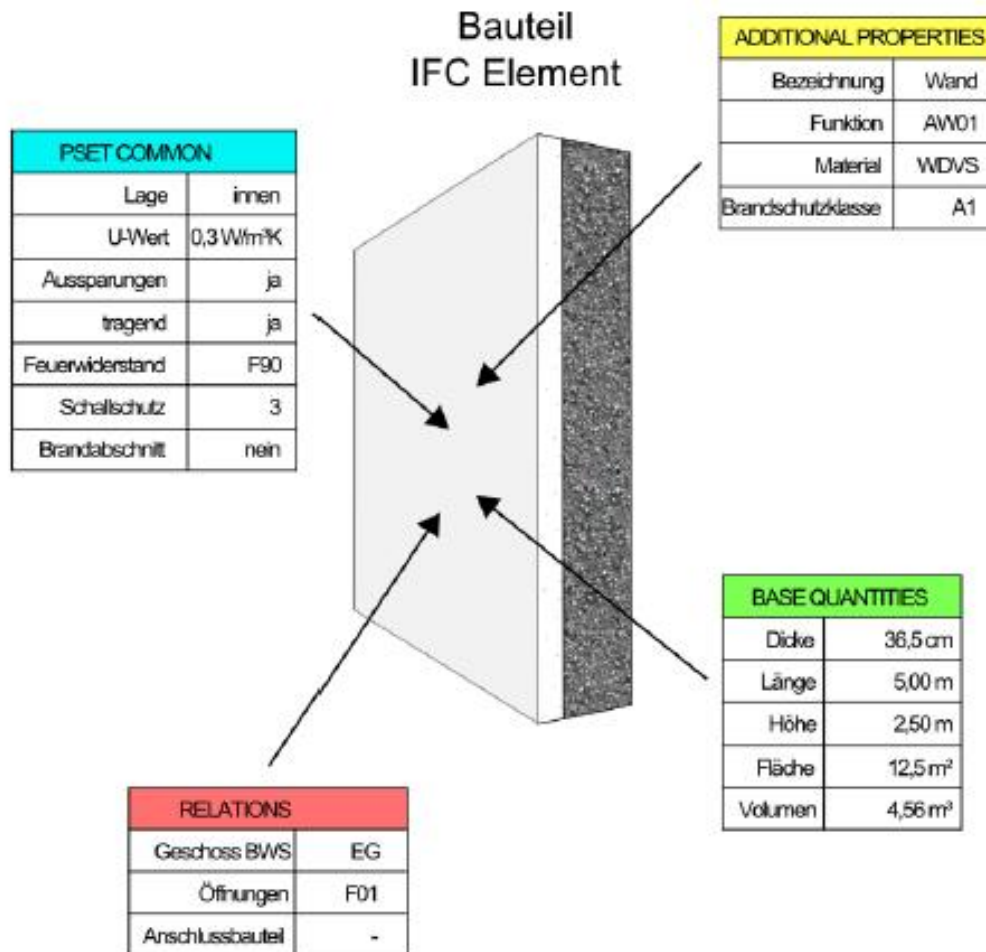 Bauteil
IFC Element
ADDITIONAL PROPERTIES
Bezeichnung Wand
Funktion AW01
Material WDVS
Brandschutzklasse A1
PSET COMMON
Lage innen
U-Wert 0,3 W/m²K
Aussparungen ja
tragend ja
Feuerwiderstand F90
Schallschutz 3
Brandabschnitt nein
BASE QUANTITIES
Dicke 36,5 cm
Länge 5,00 m
Höhe 2,50 m
Fläche 12,5 m²
Volumen 4,56 m³
RELATIONS
Geschoss BWS EG
Öffnungen F01
Anschlussbauteil -